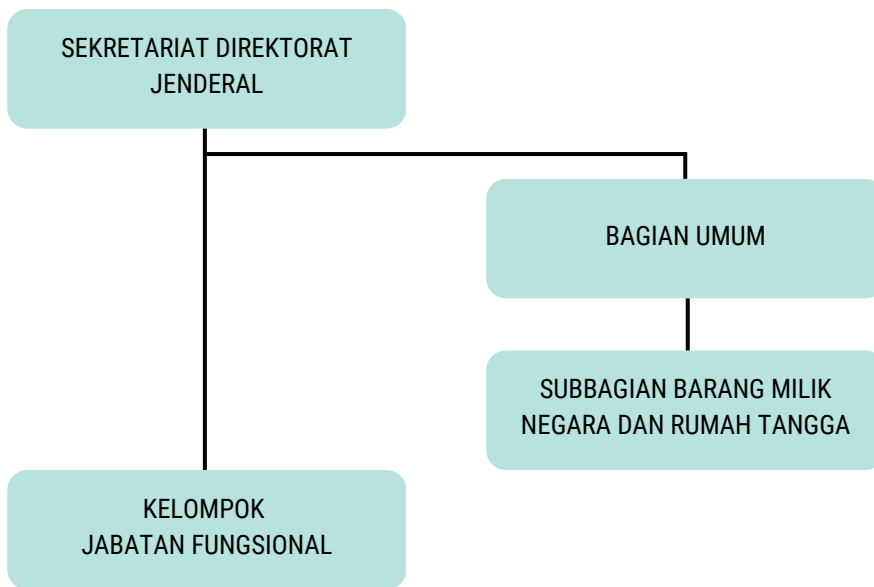 SEKRETARIAT DIREKTORAT
JENDERAL
BAGIAN UMUM
SUBBAGIAN BARANG MILIK
NEGARA DAN RUMAH TANGGA
KELOMPOK
JABATAN FUNGSIONAL